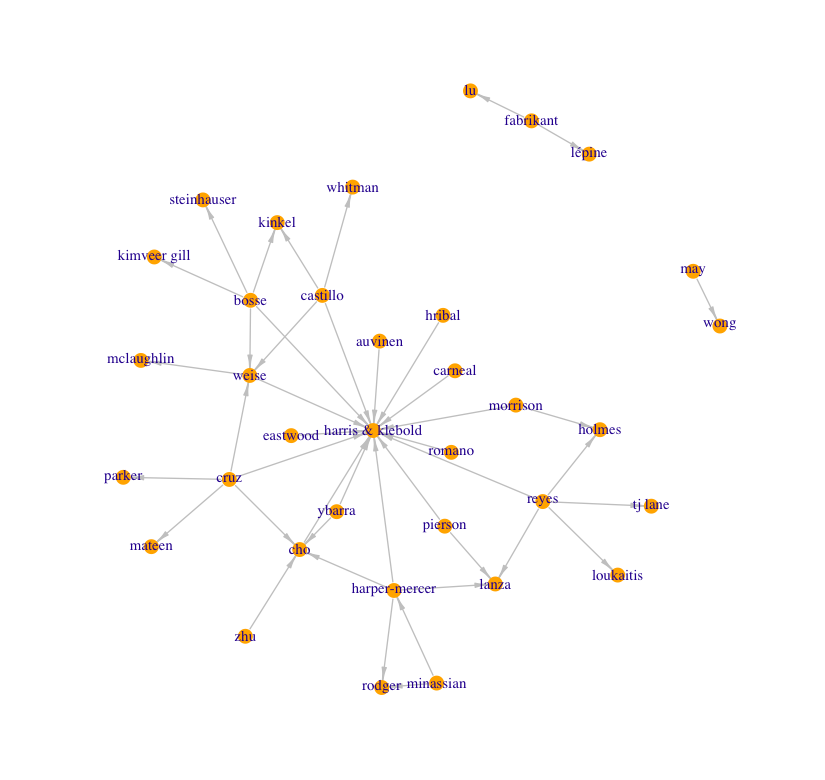 lu
fabrikant
lépine
whitman
steinhauser
kinkel
kimveer gill
may
castillo
bosse
hribal
wong
auvinen
mclaughlin
carneal
weise
morrison
holmes
harris & klebold
eastwood
romano
parker
cruz
reyes
tj lane
ybarra
pierson
mateen
cho
loukaitis
lanza
harper-mercer
zhu
minassian
rodger